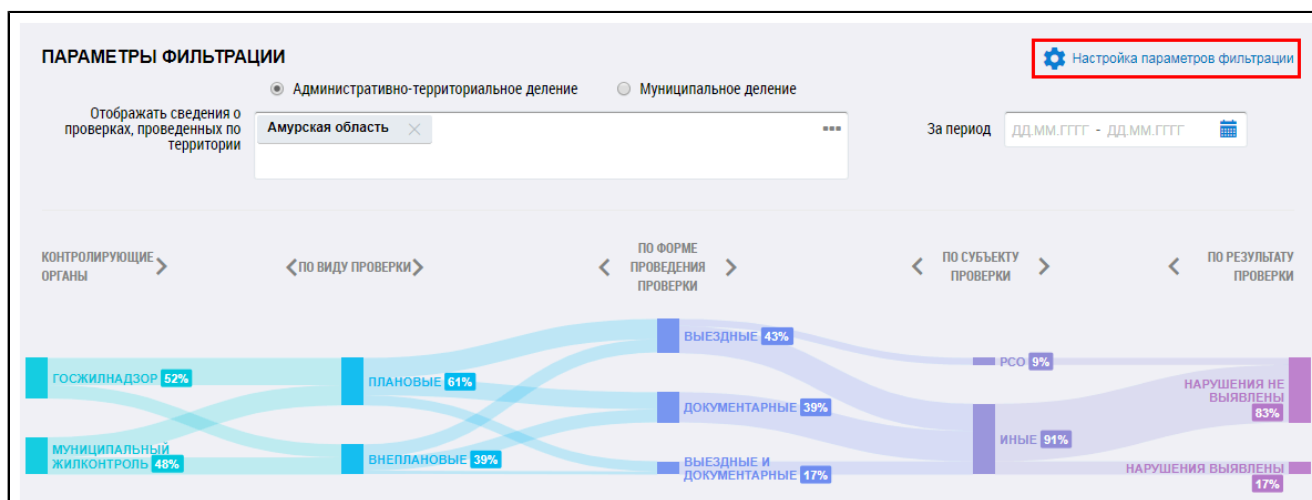 ПАРАМЕТРЫ ФИЛЬТРАЦИИ
Настройка параметров фильтрации
Административно-территориальное деление
Муниципальное деление
Отображать сведения о
проверках, проведенных по
территории
Амурская область
За период
ДД.ММ.ГГГГ - ДД.ММ.ГГГГ
КОНТРОЛИРУЮЩИЕ
ОРГАНЫ
ПО ВИДУ ПРОВЕРКИ
ПО ФОРМЕ
ПРОВЕДЕНИЯ
ПРОВЕРКИ
ПО СУБЪЕКТУ
ПРОВЕРКИ
ПО РЕЗУЛЬТАТУ
ПРОВЕРКИ
ГОСЖИЛНАДЗОР 52%
МУНИЦИПАЛЬНЫЙ
ЖИЛКОНТРОЛЬ 48%
ПЛАНОВЫЕ 61%
ВНЕПЛАНОВЫЕ 39%
ВЫЕЗДНЫЕ 43%
ДОКУМЕНТАРНЫЕ 39%
ВЫЕЗДНЫЕ И
ДОКУМЕНТАРНЫЕ 17%
РСО 9%
ИНЫЕ 91%
НАРУШЕНИЯ НЕ
ВЫЯВЛЕНЫ
83%
НАРУШЕНИЯ ВЫЯВЛЕНЫ
17%